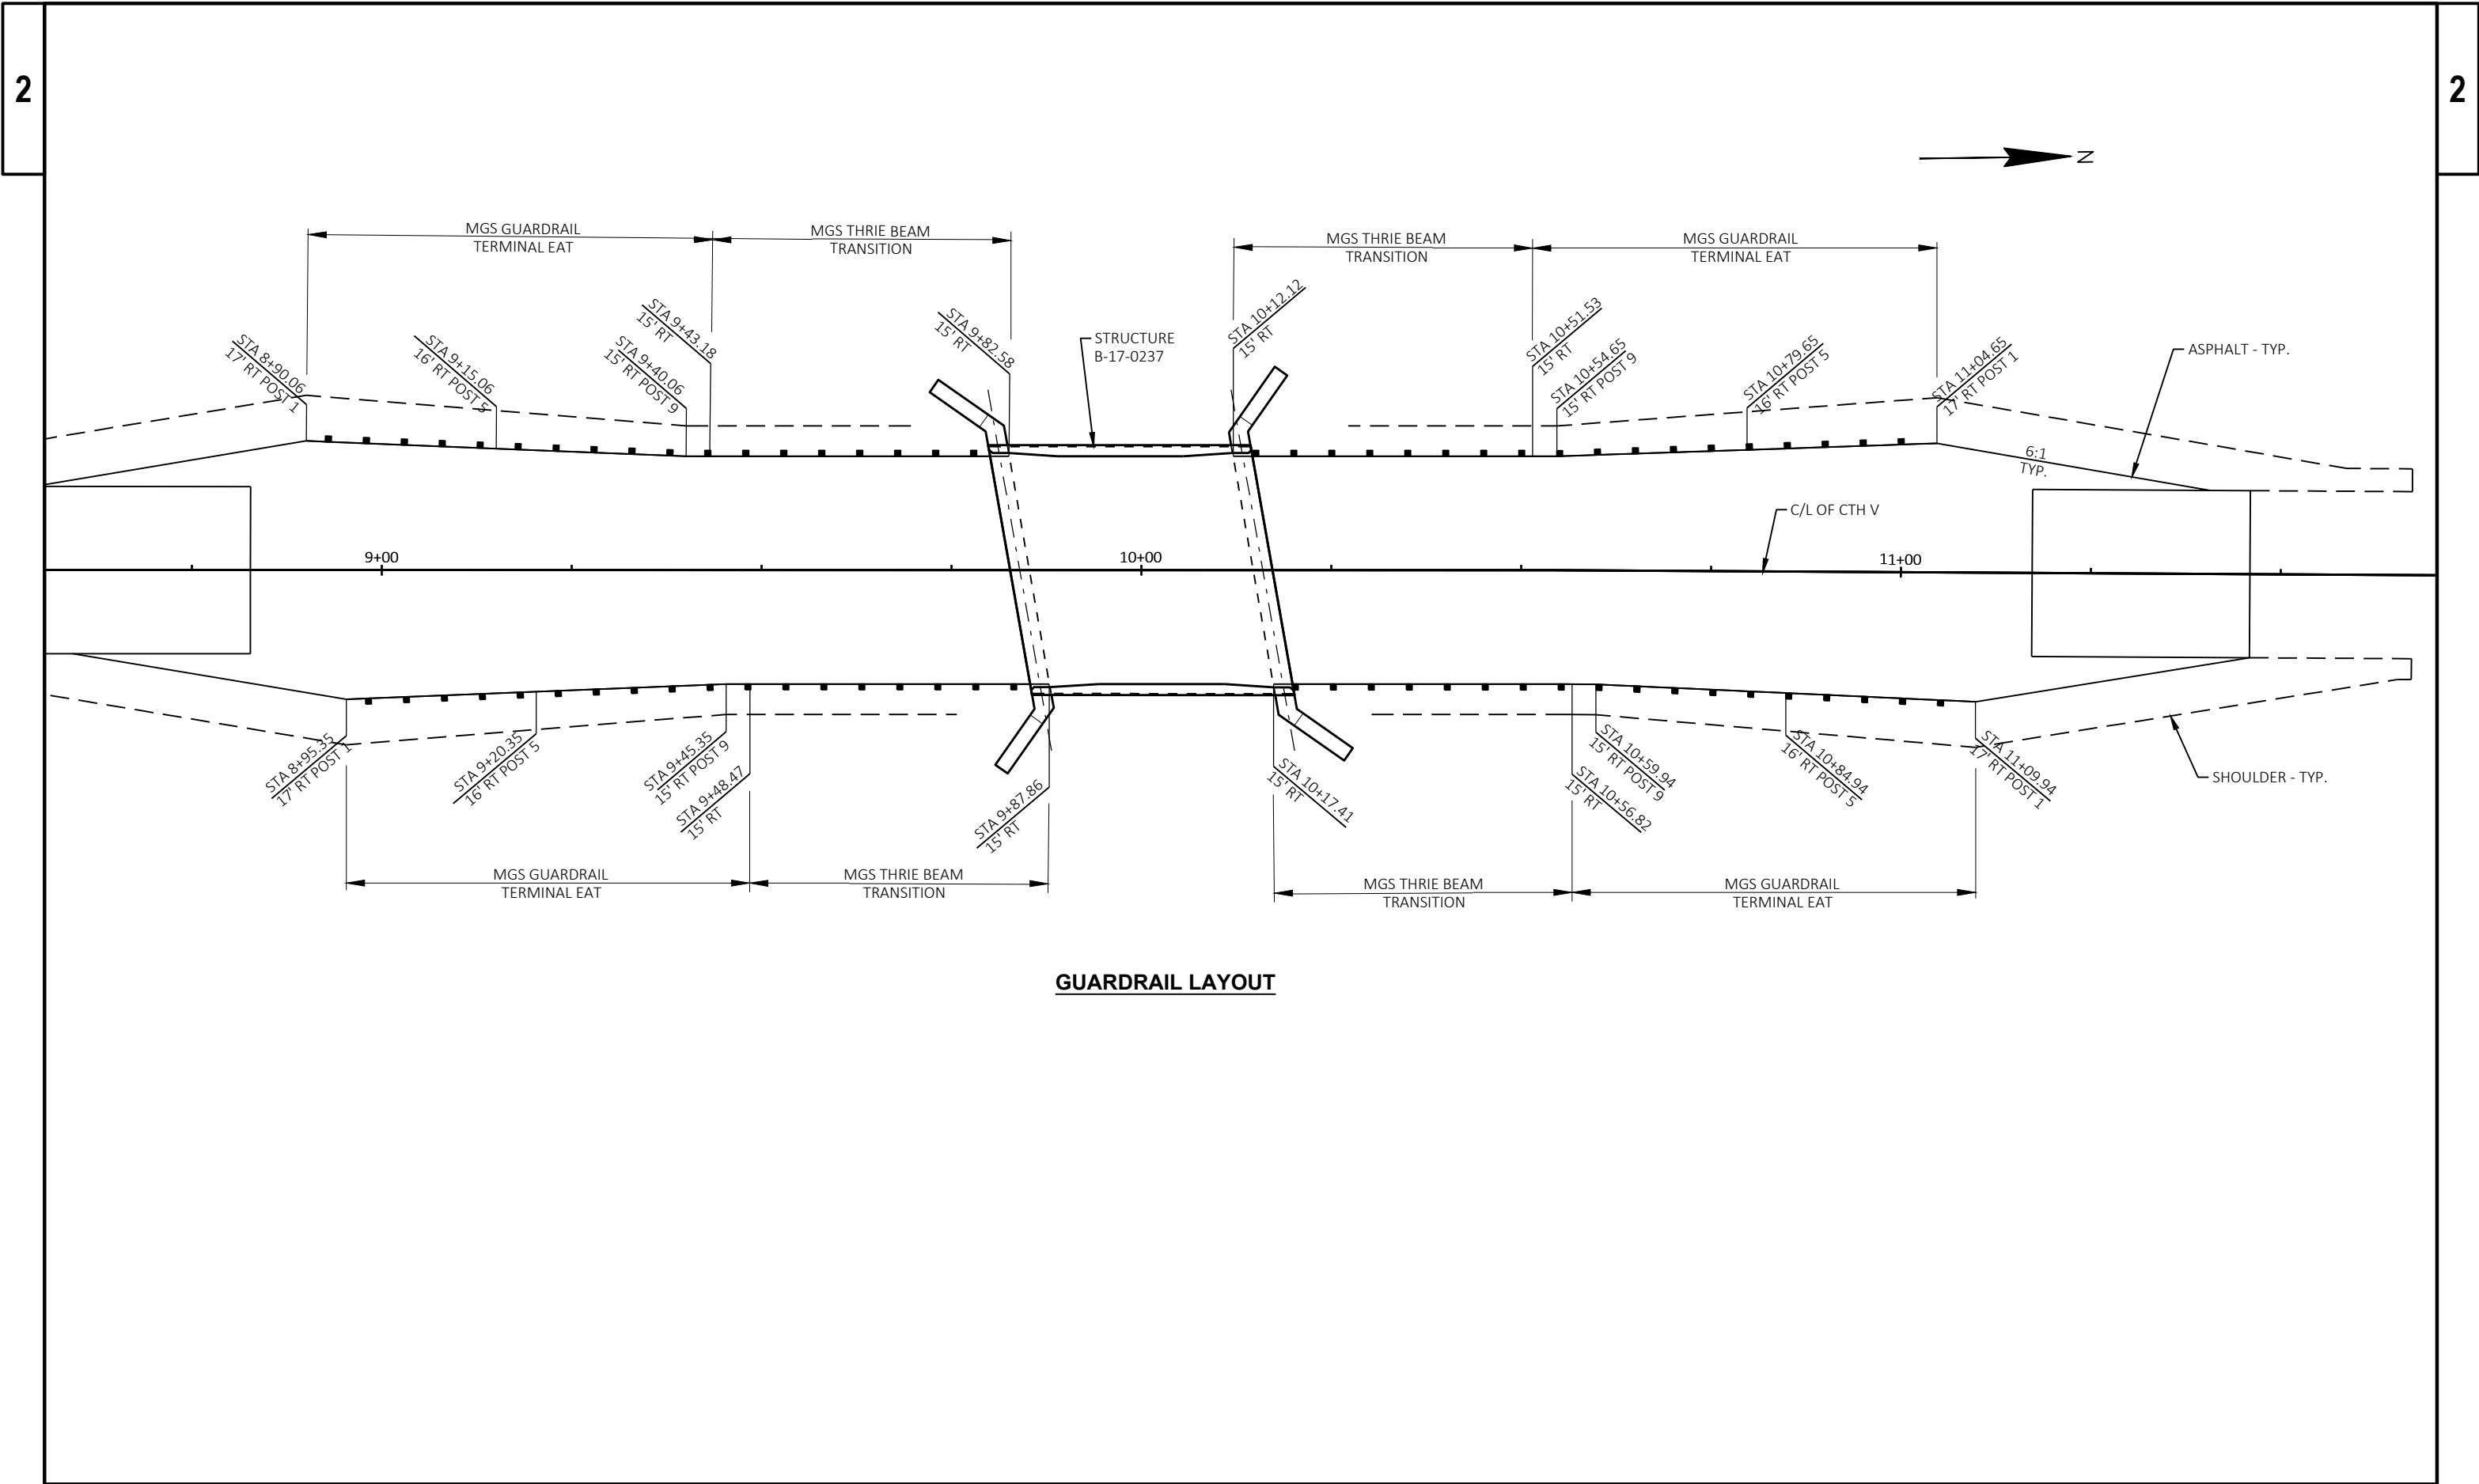 2
2
N
MGS GUARDRAIL
TERMINAL EAT
MGS THRIE BEAM
TRANSITION
MGS THRIE BEAM
TRANSITION
MGS GUARDRAIL
TERMINAL EAT
STA 8+90.06
17' RT POST 1
STA 9+15.06
16' RT POST 5
STA 9+40.06
15' RT POST 9
STA 9+43.18
15' RT
STA 9+82.58
15' RT
STRUCTURE
B-17-0237
STA 10+12.12
15' RT
STA 10+51.53
15' RT
STA 10+54.65
15' RT POST 9
STA 10+79.65
16' RT POST 5
STA 11+04.65
17' RT POST 1
ASPHALT - TYP.
6:1
TYP.
C/L OF CTH V
9+00
10+00
11+00
STA 8+95.35
17' RT POST 1
STA 9+20.35
16' RT POST 5
STA 9+45.35
15' RT POST 9
STA 9+48.47
15' RT
STA 9+87.86
15' RT
STA 10+17.41
15' RT
STA 10+59.94
15' RT POST 9
STA 10+56.82
15' RT
STA 10+84.94
16' RT POST 5
STA 11+09.94
17' RT POST 1
SHOULDER - TYP.
MGS GUARDRAIL
TERMINAL EAT
MGS THRIE BEAM
TRANSITION
MGS THRIE BEAM
TRANSITION
MGS GUARDRAIL
TERMINAL EAT
GUARDRAIL LAYOUT